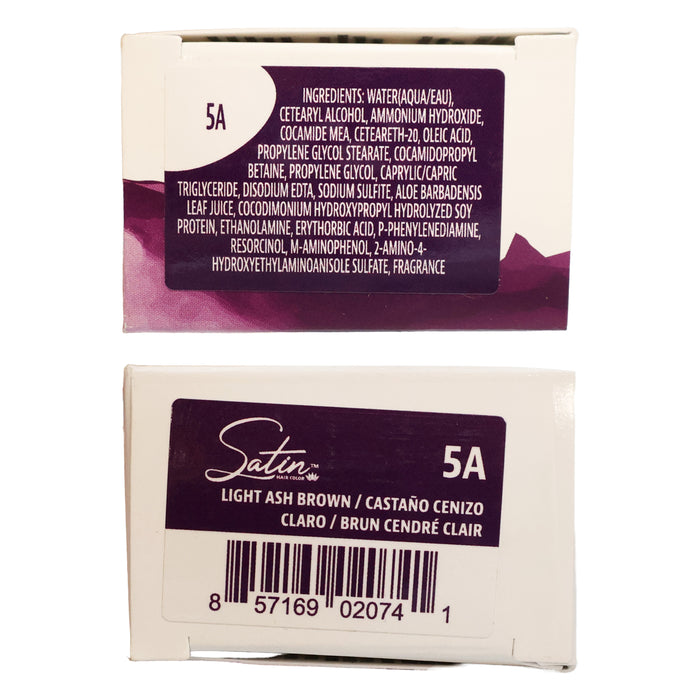 5A
INGREDIENTS: WATER(AQUA/EAU),
CETEARYL ALCOHOL, AMMONIUM HYDROXIDE,
COCAMIDE MEA, CETEARETH-20, OLEIC ACID,
PROPYLENE GLYCOL STEARATE, COCAMIDOPROPYL
BETAINE, PROPYLENE GLYCOL, CAPRYLIC/CAPRIC
TRIGLYCERIDE, DISODIUM EDTA, SODIUM SULFITE, ALOE BARBADENSIS
LEAF JUICE, COCODIMONIUM HYDROXYPROPYL HYDROLYZED SOY
PROTEIN, ETHANOLAMINE, ERYTHORBIC ACID, P-PHENYLENEDIAMINE,
RESORCINOL, M-AMINOPHENOL, 2-AMINO-4-
HYDROXYETHYLAMINOANISOLE SULFATE, FRAGRANCE
Satin™
HAIR COLOR
5A
LIGHT ASH BROWN / CASTAÑO CENIZO
CLARO / BRUN CENDRÉ CLAIR
8 57169 02074 1